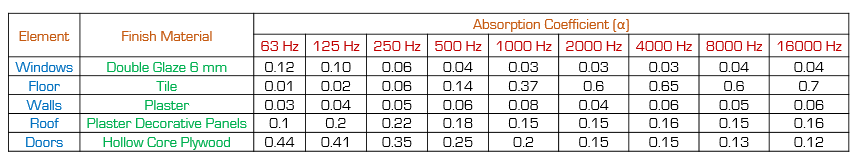 Element Finish Material Absorption Coefficient (α)
63 Hz 125 Hz 250 Hz 500 Hz 1000 Hz 2000 Hz 4000 Hz 8000 Hz 16000 Hz
Windows Double Glaze 6 mm 0.12 0.10 0.06 0.04 0.03 0.03 0.03 0.04 0.04
Floor Tile 0.01 0.02 0.06 0.14 0.37 0.6 0.65 0.6 0.7
Walls Plaster 0.03 0.04 0.05 0.06 0.08 0.04 0.06 0.05 0.06
Roof Plaster Decorative Panels 0.1 0.2 0.22 0.18 0.15 0.15 0.16 0.15 0.16
Doors Hollow Core Plywood 0.44 0.41 0.35 0.25 0.2 0.15 0.15 0.13 0.12